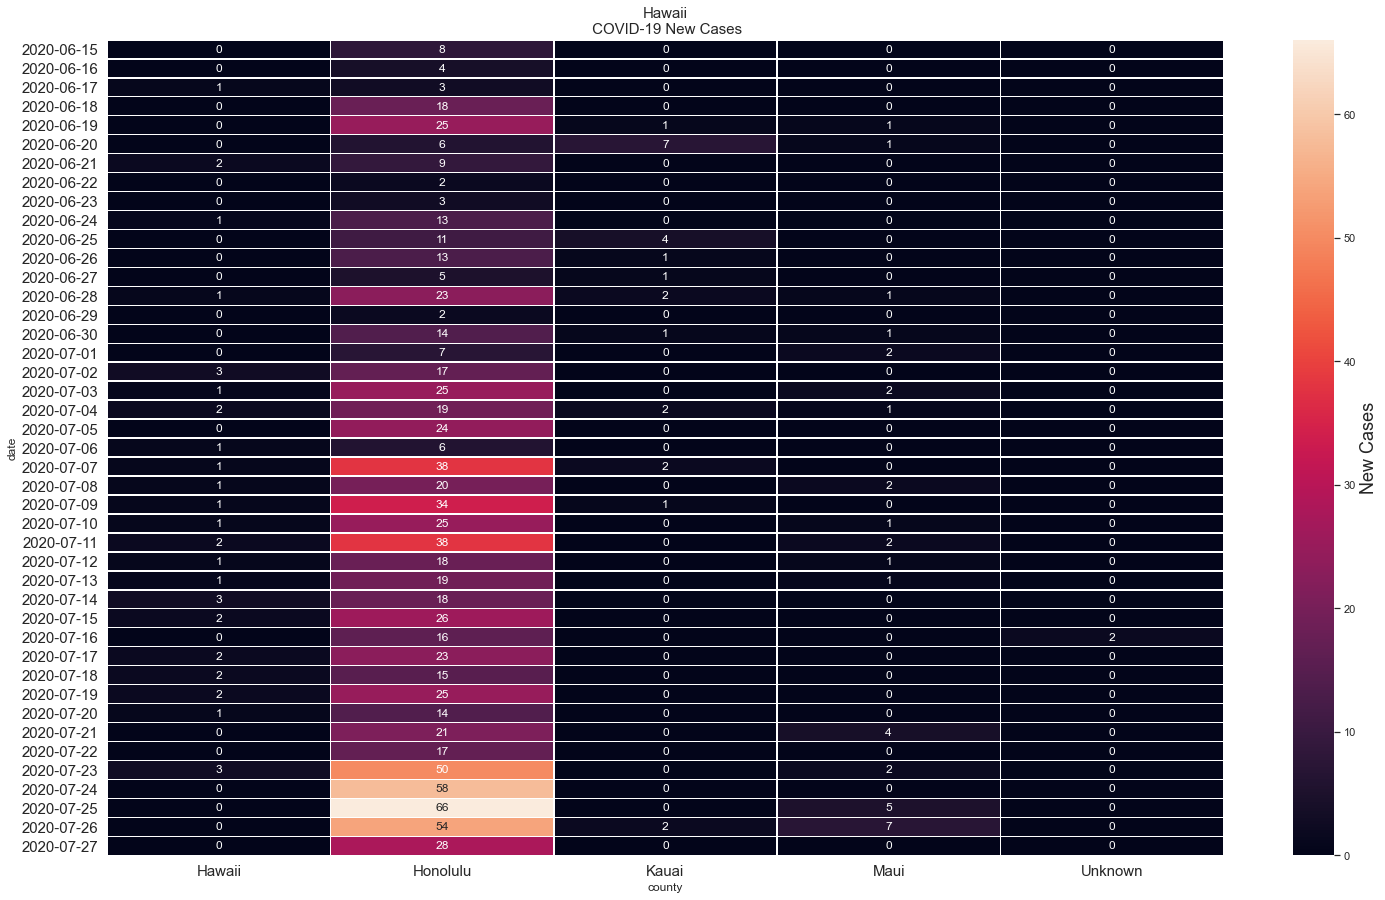 Hawaii
COVID-19 New Cases
2020-06-15 0 8 0 0 0
2020-06-16 0 4 0 0 0
2020-06-17 1 3 0 0 0
2020-06-18 0 18 0 0 0
2020-06-19 0 25 1 1 0
2020-06-20 0 6 7 1 0
2020-06-21 2 9 0 0 0
2020-06-22 0 2 0 0 0
2020-06-23 0 3 0 0 0
2020-06-24 1 13 0 0 0
2020-06-25 0 11 4 0 0
2020-06-26 0 13 1 0 0
2020-06-27 0 5 1 0 0
2020-06-28 1 23 2 1 0
2020-06-29 0 2 0 0 0
2020-06-30 0 14 1 1 0
2020-07-01 0 7 0 2 0
2020-07-02 3 17 0 0 0
2020-07-03 1 25 0 2 0
2020-07-04 2 19 2 1 0
2020-07-05 0 24 0 0 0
2020-07-06 1 6 0 0 0
2020-07-07 1 38 2 0 0
2020-07-08 1 20 0 2 0
2020-07-09 1 34 1 0 0
2020-07-10 1 25 0 1 0
2020-07-11 2 38 0 2 0
2020-07-12 1 18 0 1 0
2020-07-13 1 19 0 1 0
2020-07-14 3 18 0 0 0
2020-07-15 2 26 0 0 0
2020-07-16 0 16 0 0 2
2020-07-17 2 23 0 0 0
2020-07-18 2 15 0 0 0
2020-07-19 2 25 0 0 0
2020-07-20 1 14 0 0 0
2020-07-21 0 21 0 4 0
2020-07-22 0 17 0 0 0
2020-07-23 3 50 0 2 0
2020-07-24 0 58 0 0 0
2020-07-25 0 66 0 5 0
2020-07-26 0 54 2 7 0
2020-07-27 0 28 0 0 0
Hawaii Honolulu Kauai Maui Unknown
county
date
60
50
40
30
20
10
0
New Cases